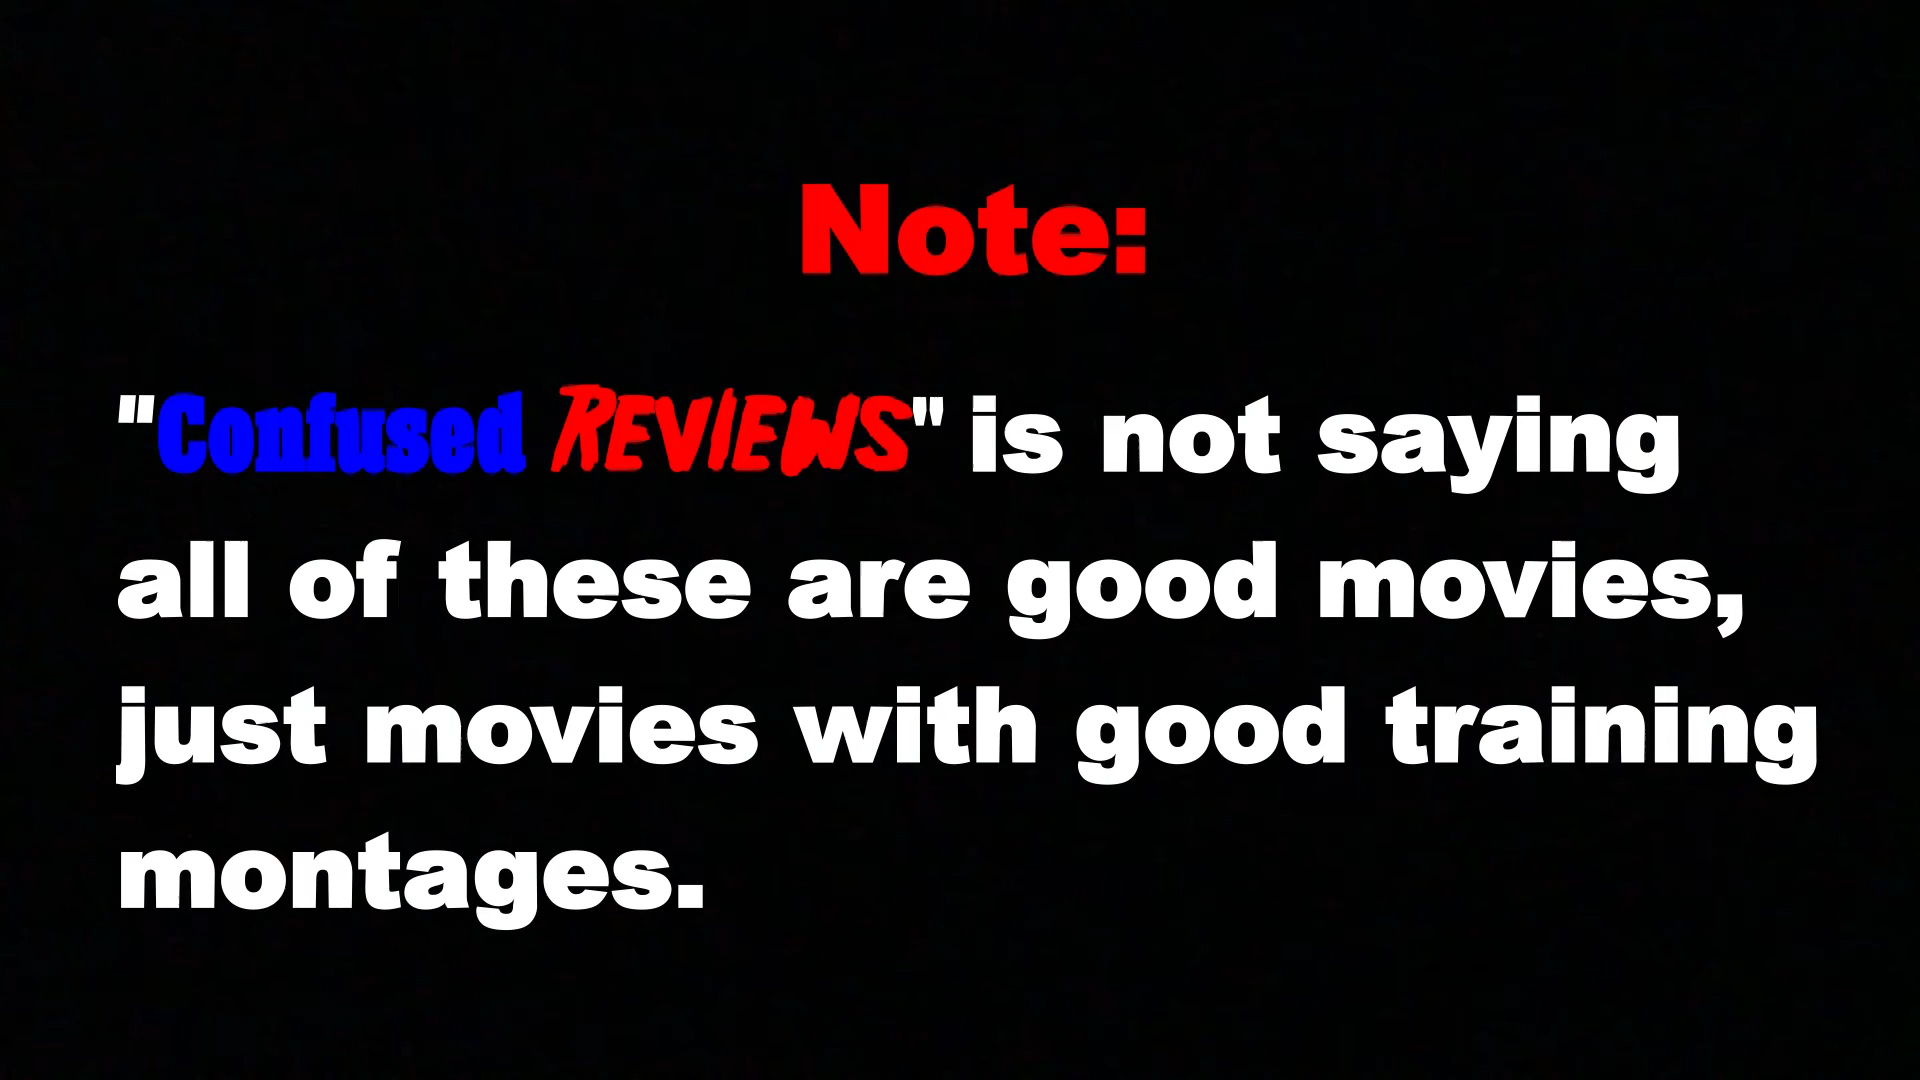 Note:
"Confused REVIEWS" is not saying
all of these are good movies,
just movies with good training
montages.